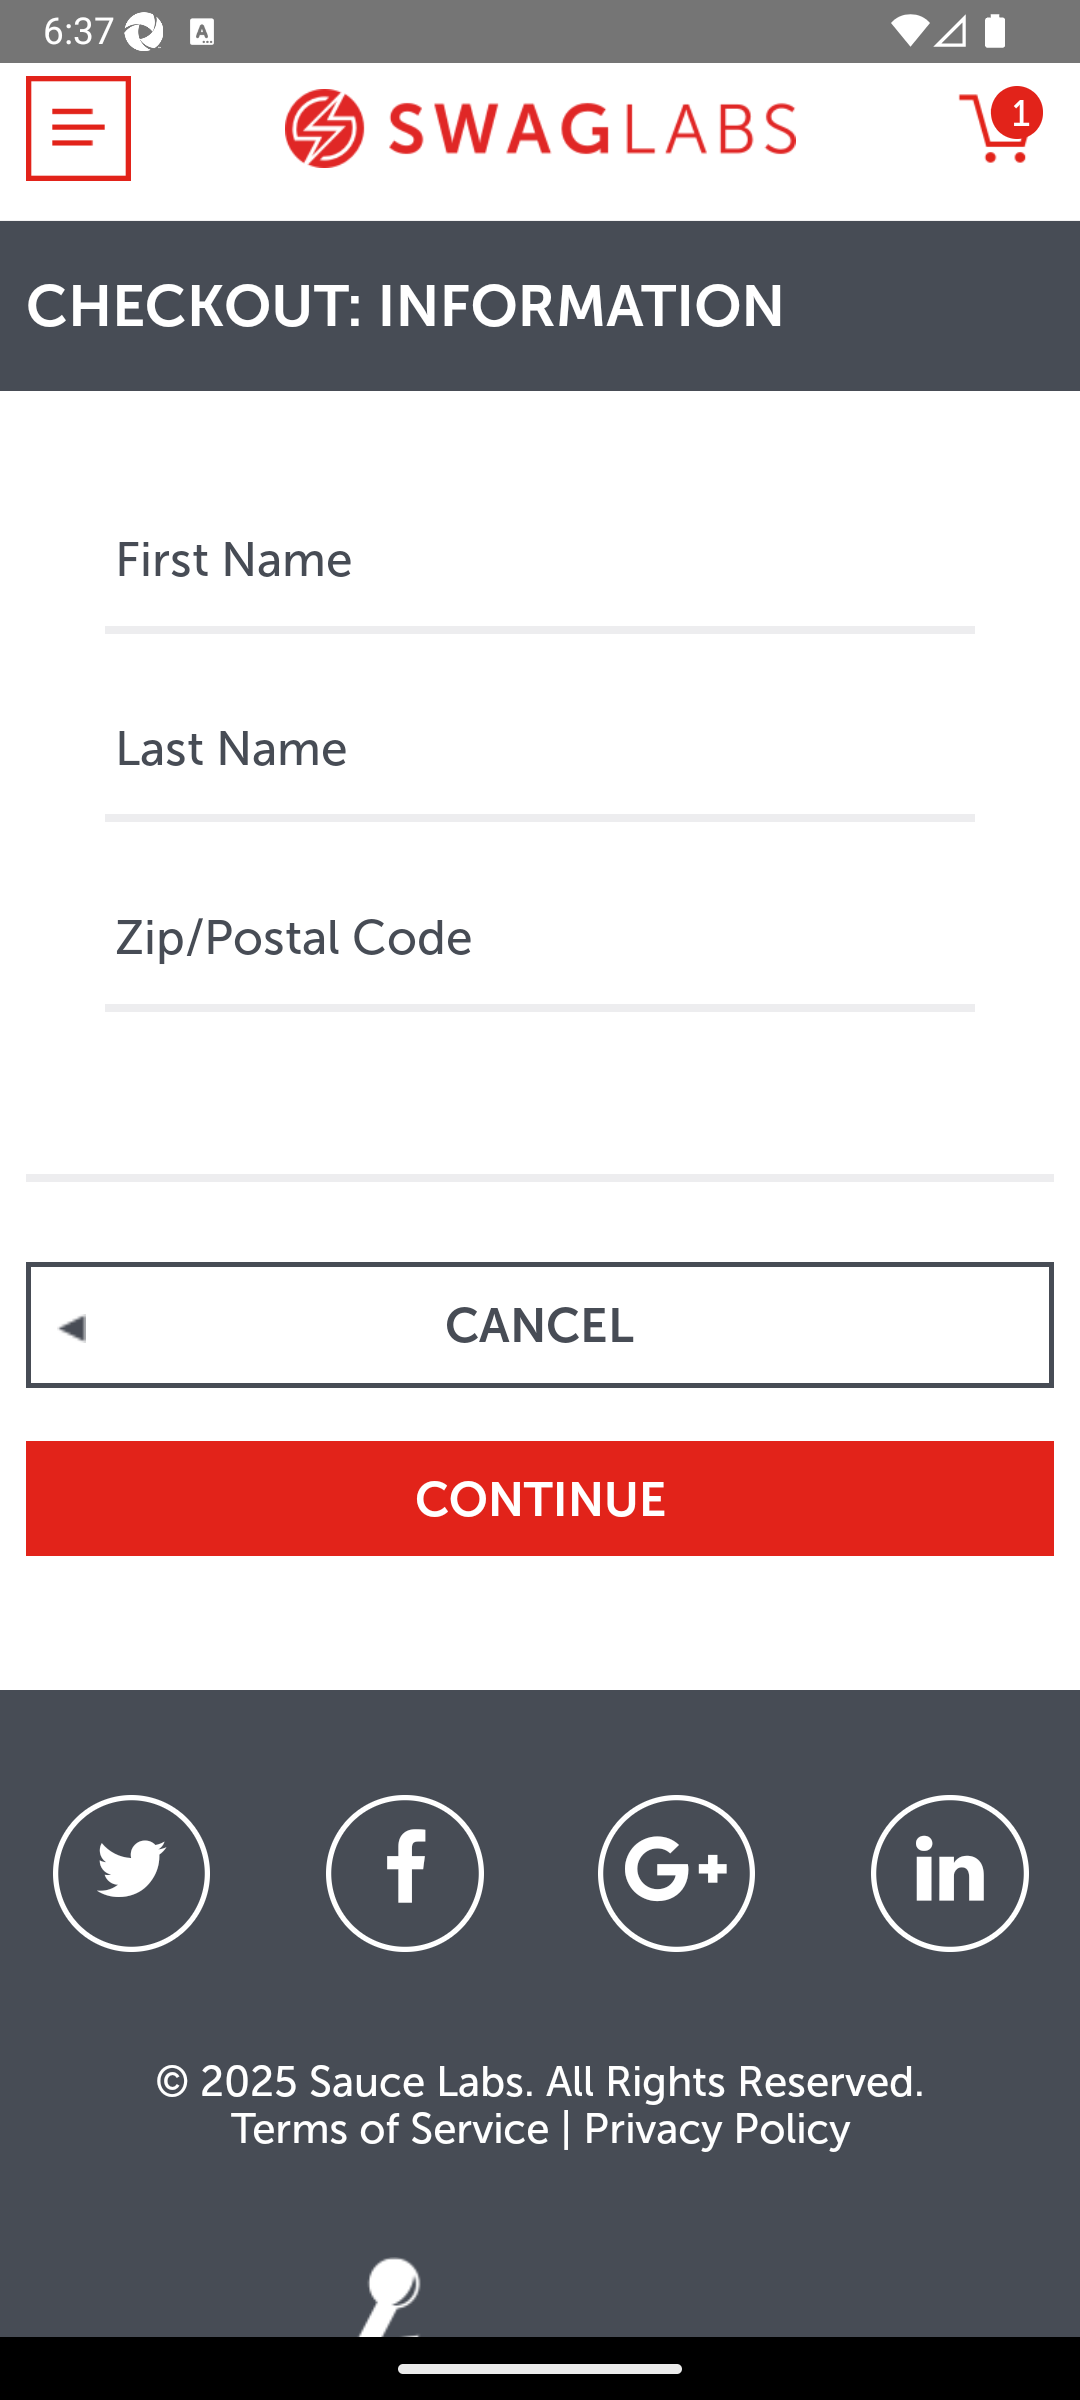 6:37
SWAGLABS
1
CHECKOUT: INFORMATION
First Name
Last Name
Zip/Postal Code
CANCEL
CONTINUE
© 2025 Sauce Labs. All Rights Reserved.
Terms of Service | Privacy Policy